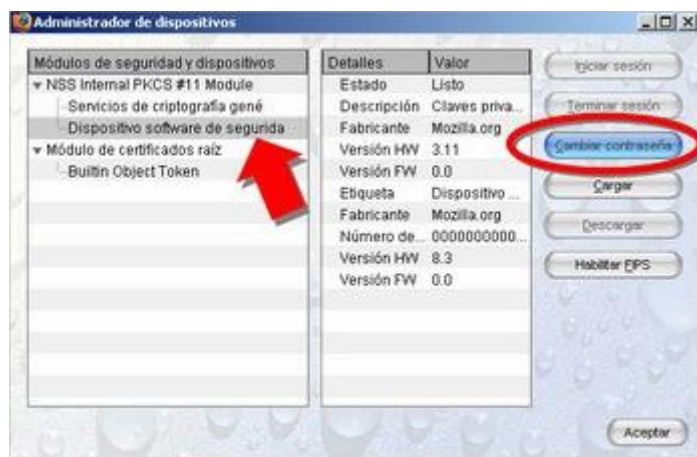 Administrador de dispositivos
Módulos de seguridad y dispositivos
NSS Internal PKCS #11 Module
Servicios de criptografía gené
Dispositivo software de segurida
Módulo de certificados raíz
Builtin Object Token
Detalles Valor
Estado Listo
Descripción Claves priva...
Fabricante Mozilla.org
Versión HW 3.11
Versión FW 0.0
Etiqueta Dispositivo ...
Fabricante Mozilla.org
Número de... 0000000000...
Versión HW 8.3
Versión FW 0.0
Iniciar sesión
Terminar sesión
Cambiar contraseña
Cargar
Descargar
Habilitar FIPS
Aceptar